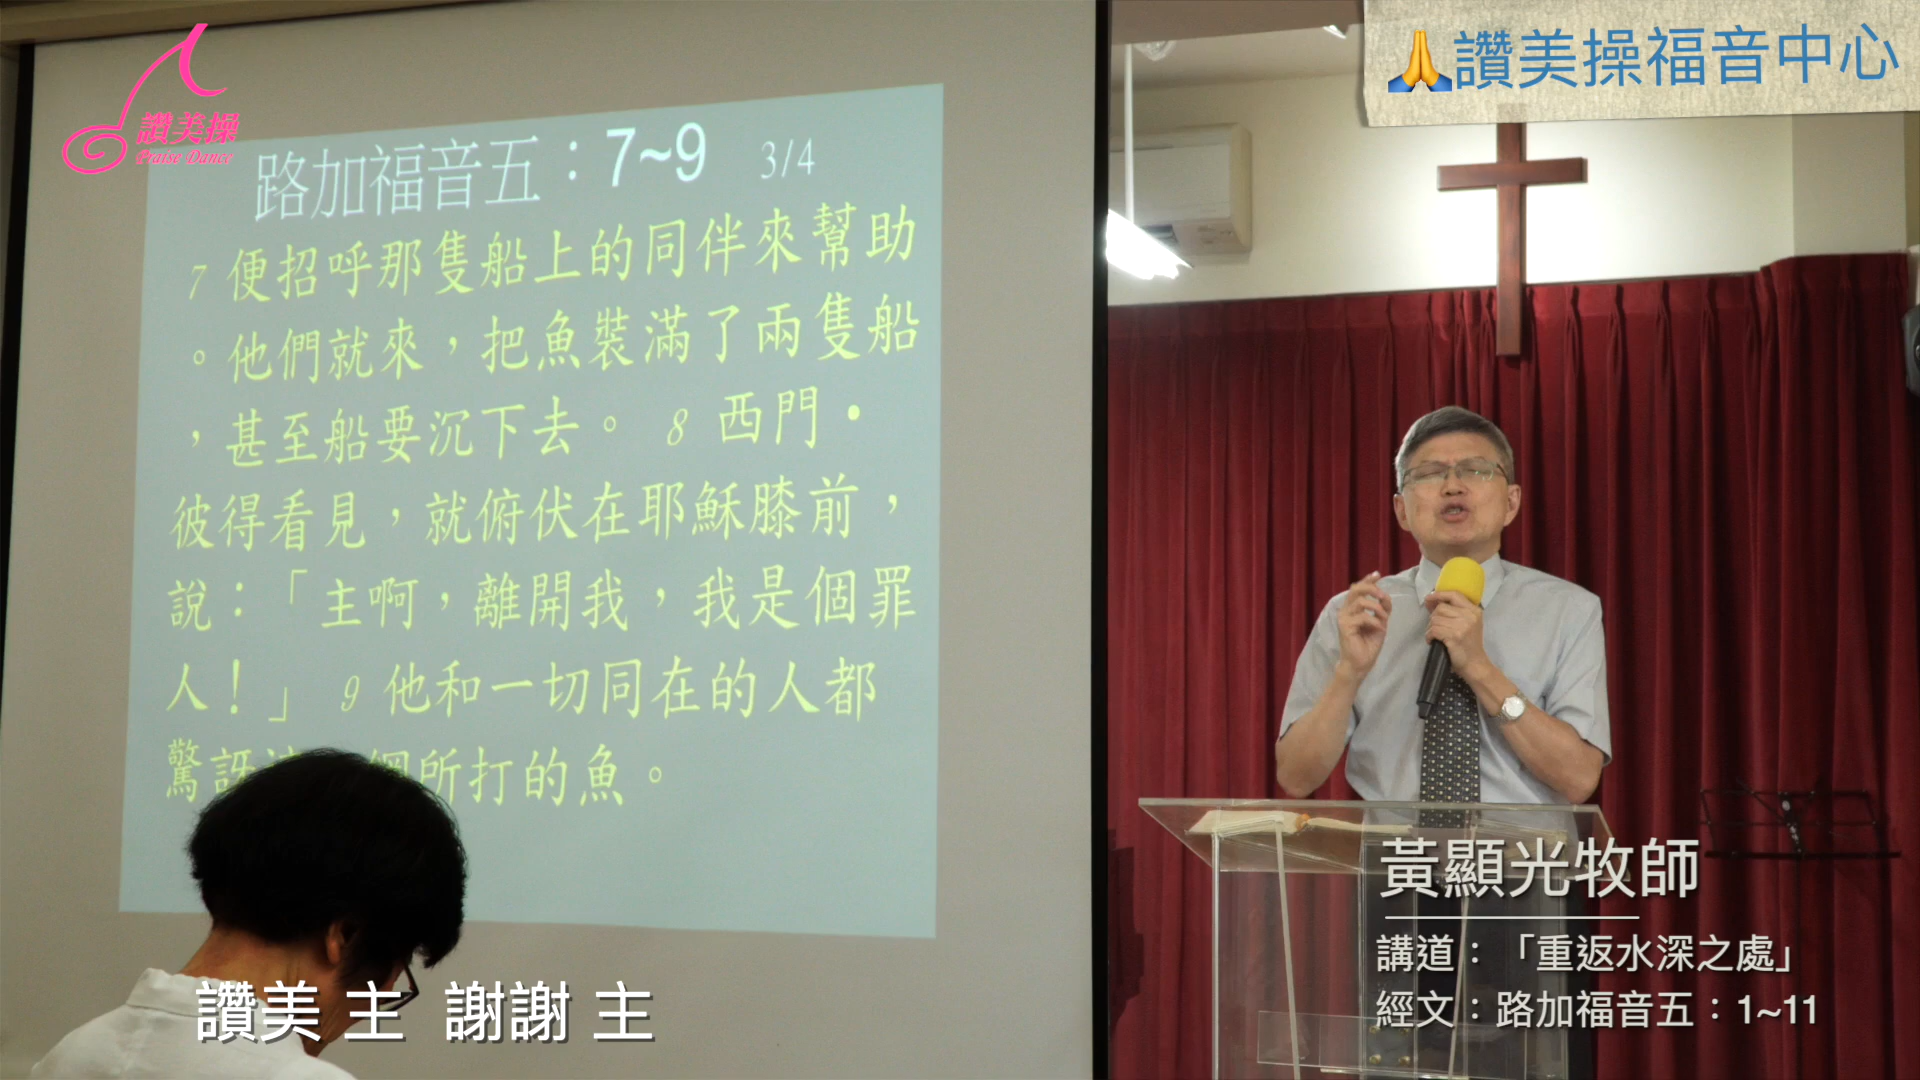 讚美操
Praise Dance
🙏讚美操福音中心
路加福音五：7~9 3/4
7 便招呼那隻船上的同伴來幫助
。他們就來，把魚裝滿了兩隻船
，甚至船要沉下去。 8 西門•
彼得看見，就俯伏在耶穌膝前，
說：「主啊，離開我，我是個罪
人！」 9 他和一切同在的人都
驚訝 網所打的魚。
黃顯光牧師
講道：「重返水深之處」
經文：路加福音五：1~11
讚美 主 謝謝 主